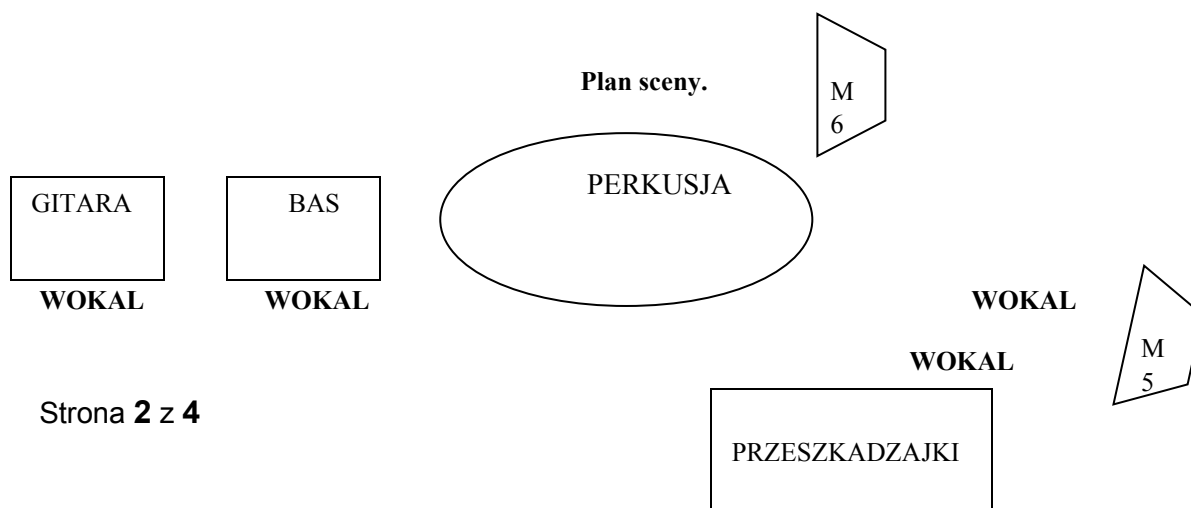 Plan sceny.
M
6
PERKUSJA
GITARA
BAS
WOKAL
WOKAL
WOKAL
M
5
WOKAL
Strona 2 z 4
PRZESZKADZAJKI